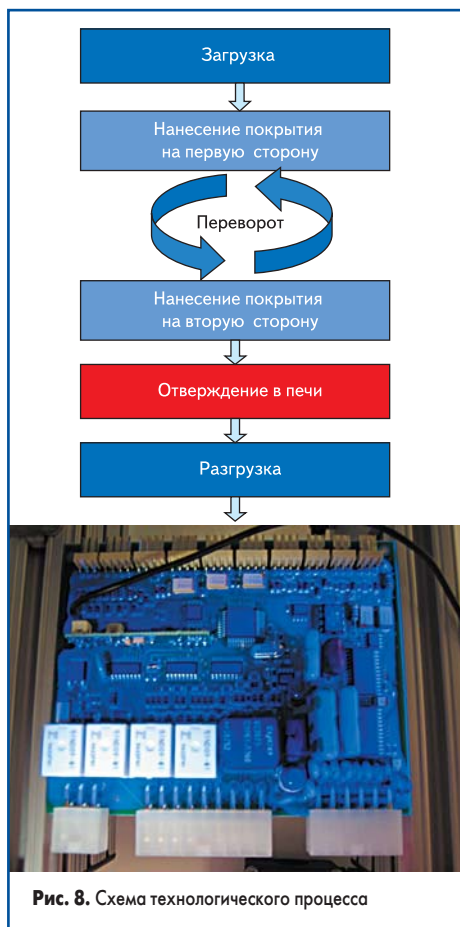 Загрузка
Нанесение покрытия
на первую сторону
Переворот
Нанесение покрытия
на вторую сторону
Отверждение в печи
Разгрузка
Рис. 8. Схема технологического процесса